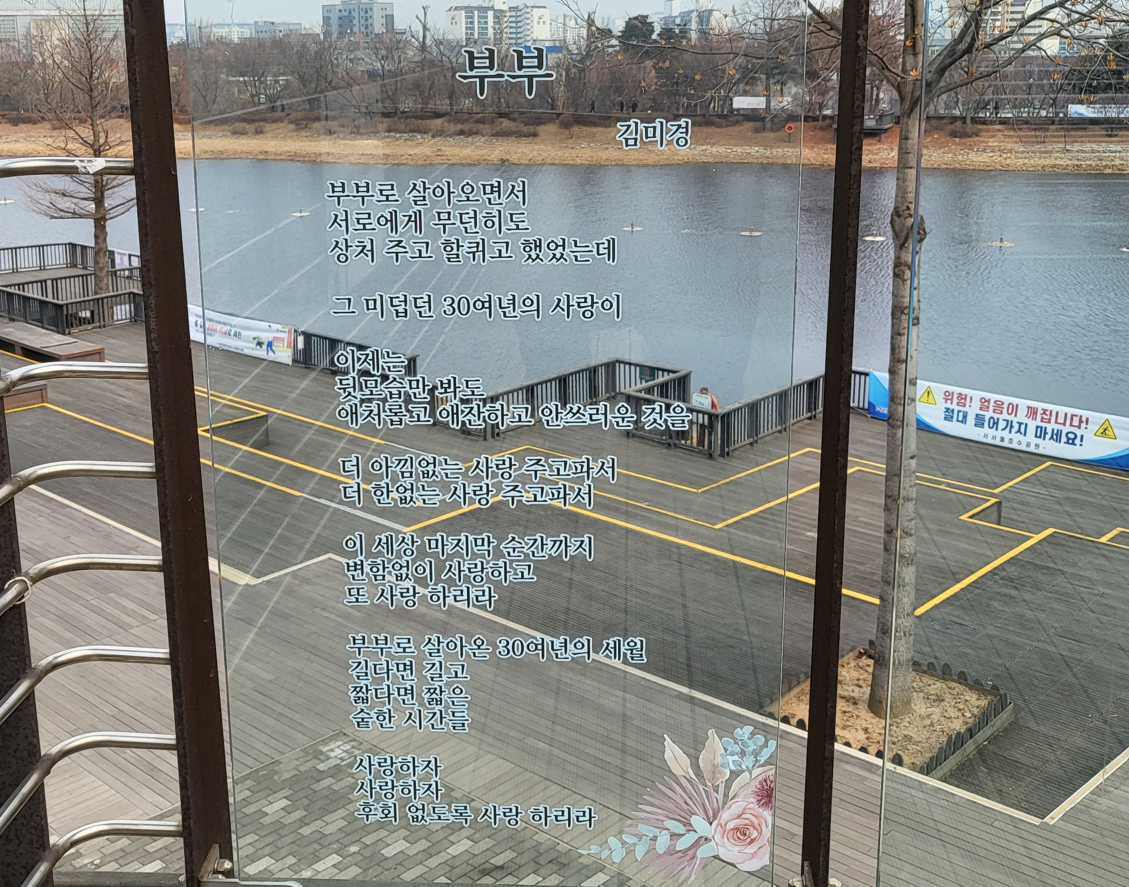 부부
김미경
부부로 살아오면서
서로에게 무던히도
상처 주고 할퀴고 했었는데
그 미덥던 30여년의 사랑이
이제는
뒷모습만 봐도
애처롭고 애잔하고 안쓰러운 것을
더 아낌없는 사랑 주고파서
더 한없는 사랑 주고파서
이 세상 마지막 순간까지
변함없이 사랑하고
또 사랑 하리라
부부로 살아온 30여년의 세월
길다면 길고
짧다면 짧은
숱한 시간들
사랑하자
사랑하자
후회 없도록 사랑 하리라
위험! 얼음이 깨집니다!
절대 들어가지 마세요!
-서서울호수공원-